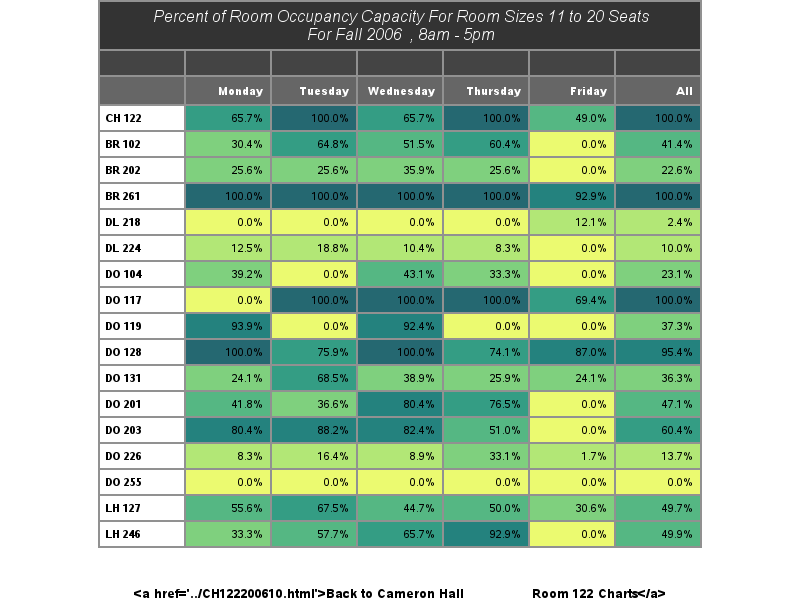 Percent of Room Occupancy Capacity For Room Sizes 11 to 20 Seats
For Fall 2006 , 8am - 5pm
Monday Tuesday Wednesday Thursday Friday All
CH 122 65.7% 100.0% 65.7% 100.0% 49.0% 100.0%
BR 102 30.4% 64.8% 51.5% 60.4% 0.0% 41.4%
BR 202 25.6% 25.6% 35.9% 25.6% 0.0% 22.6%
BR 261 100.0% 100.0% 100.0% 100.0% 92.9% 100.0%
DL 218 0.0% 0.0% 0.0% 0.0% 12.1% 2.4%
DL 224 12.5% 18.8% 10.4% 8.3% 0.0% 10.0%
DO 104 39.2% 0.0% 43.1% 33.3% 0.0% 23.1%
DO 117 0.0% 100.0% 100.0% 100.0% 69.4% 100.0%
DO 119 93.9% 0.0% 92.4% 0.0% 0.0% 37.3%
DO 128 100.0% 75.9% 100.0% 74.1% 87.0% 95.4%
DO 131 24.1% 68.5% 38.9% 25.9% 24.1% 36.3%
DO 201 41.8% 36.6% 80.4% 76.5% 0.0% 47.1%
DO 203 80.4% 88.2% 82.4% 51.0% 0.0% 60.4%
DO 226 8.3% 16.4% 8.9% 33.1% 1.7% 13.7%
DO 255 0.0% 0.0% 0.0% 0.0% 0.0% 0.0%
LH 127 55.6% 67.5% 44.7% 50.0% 30.6% 49.7%
LH 246 33.3% 57.7% 65.7% 92.9% 0.0% 49.9%
<a href='../CH122200610.html'>Back to Cameron Hall Room 122 Charts</a>